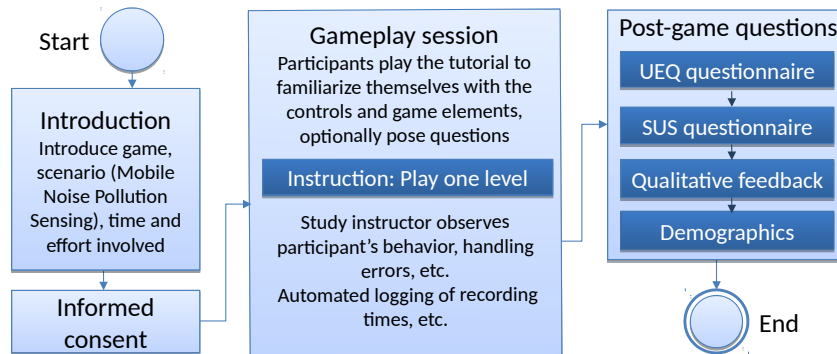 Start
Introduction
Introduce game,
scenario (Mobile
Noise Pollution
Sensing), time and
effort involved
Informed
consent
Gameplay session
Participants play the tutorial to
familiarize themselves with the
controls and game elements,
optionally pose questions
Instruction: Play one level
Study instructor observes
participant’s behavior, handling
errors, etc.
Automated logging of recording
times, etc.
Post-game questions
UEQ questionnaire
SUS questionnaire
Qualitative feedback
Demographics
End